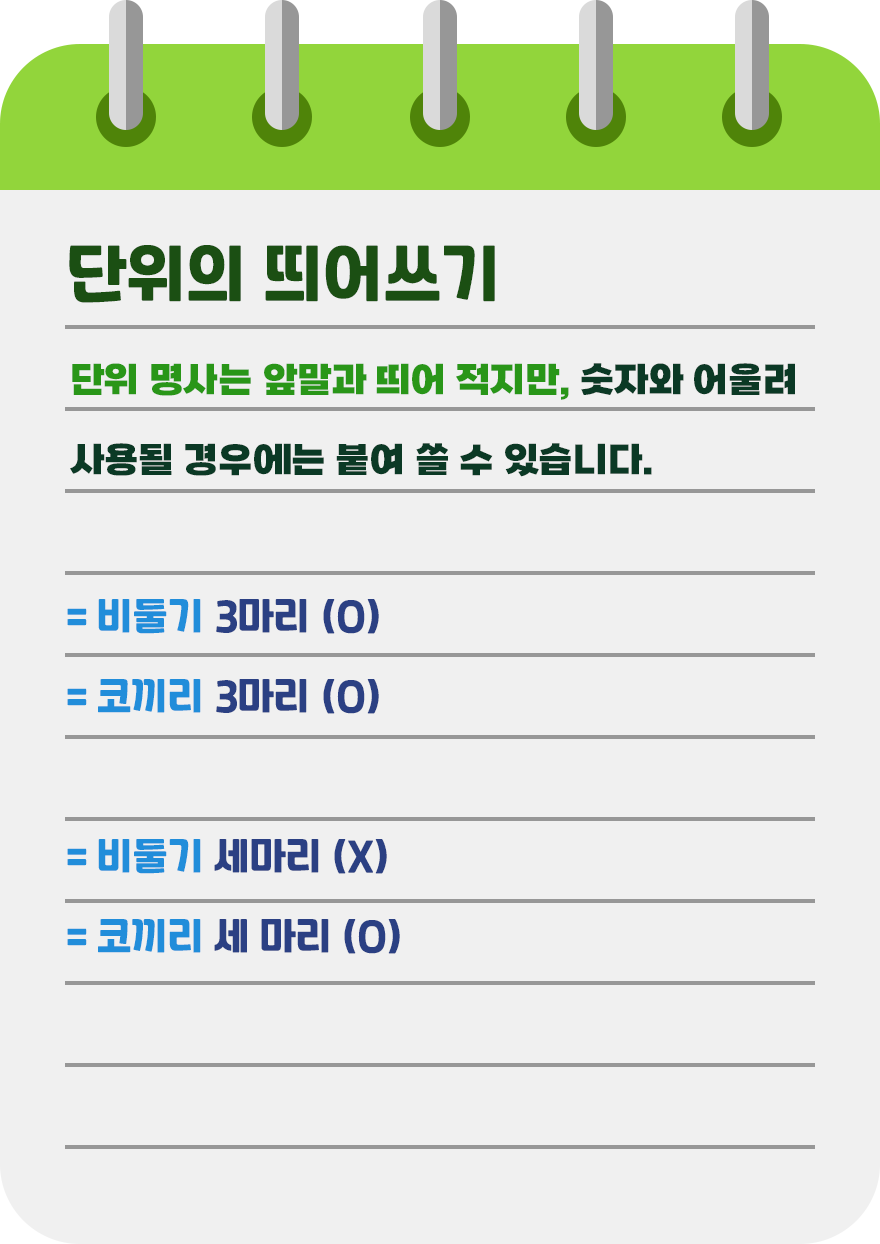 단위의 띄어쓰기
단위 명사는 앞말과 띄어 적지만, 숫자와 어울려
사용될 경우에는 붙여 쓸 수 있습니다.
= 비둘기 3마리 (O)
= 코끼리 3마리 (O)
= 비둘기 세마리 (X)
= 코끼리 세 마리 (O)